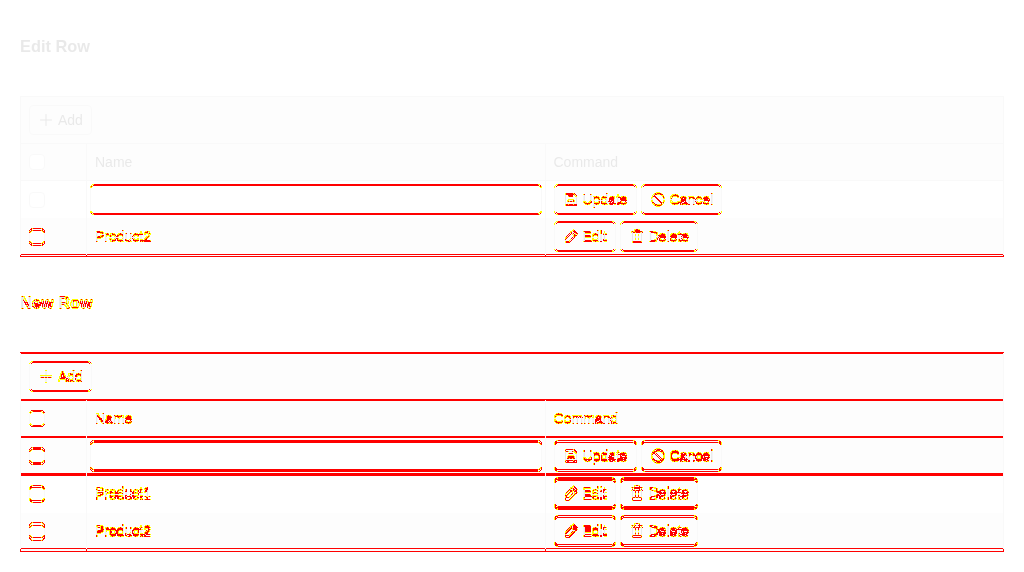 Edit Row
Add
Name Command
Update Cancel
Product2 Edit Delete
New Row
Add
Name Command
Update Cancel
Product1 Edit Delete
Product2 Edit Delete